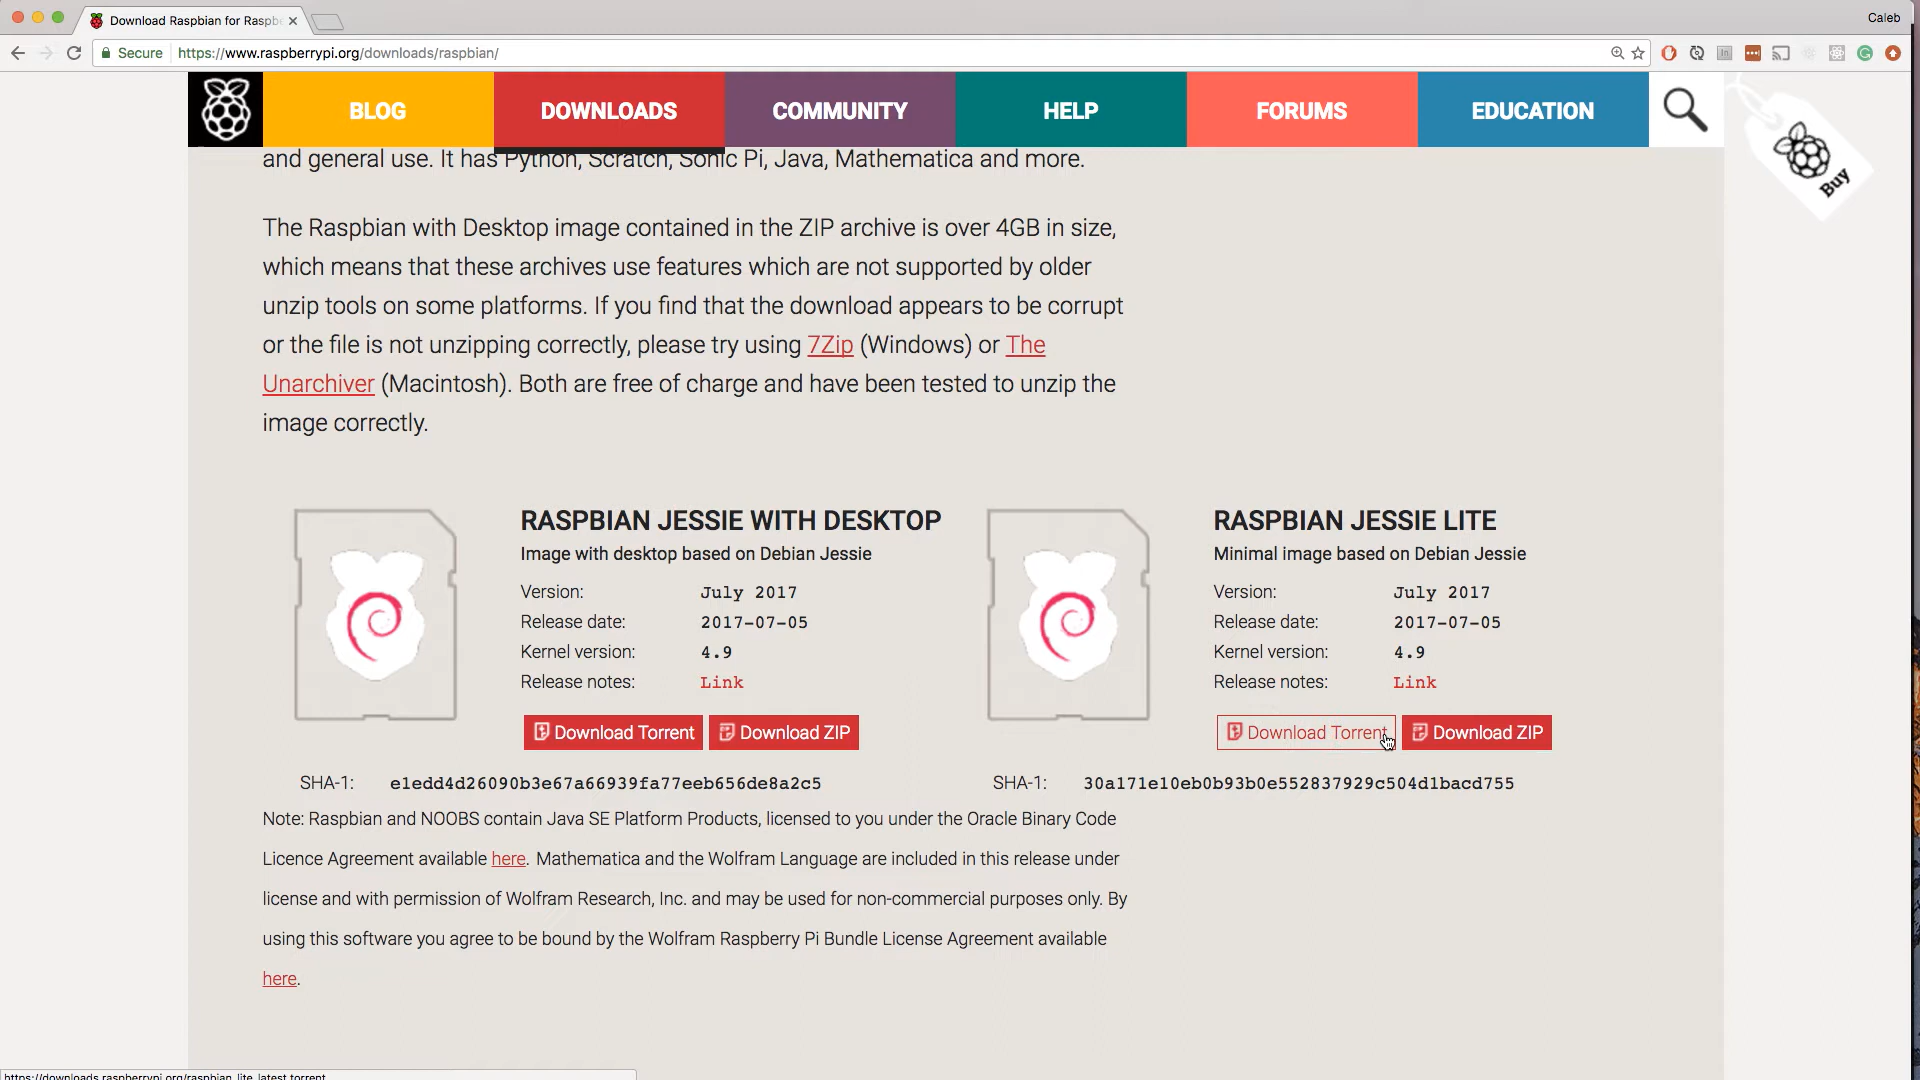 Download Raspbian for Raspb
Caleb
Secure https://www.raspberrypi.org/downloads/raspbian/
BLOG DOWNLOADS COMMUNITY HELP FORUMS EDUCATION
Buy
and general use. It has Python, Scratch, Sonic Pi, Java, Mathematica and more.
The Raspbian with Desktop image contained in the ZIP archive is over 4GB in size,
which means that these archives use features which are not supported by older
unzip tools on some platforms. If you find that the download appears to be corrupt
or the file is not unzipping correctly, please try using 7Zip (Windows) or The
Unarchiver (Macintosh). Both are free of charge and have been tested to unzip the
image correctly.
RASPBIAN JESSIE WITH DESKTOP
Image with desktop based on Debian Jessie
Version: July 2017
Release date: 2017-07-05
Kernel version: 4.9
Release notes: Link
Download Torrent Download ZIP
SHA-1: e1edd4d26090b3e67a66939fa77eeb656de8a2c5
RASPBIAN JESSIE LITE
Minimal image based on Debian Jessie
Version: July 2017
Release date: 2017-07-05
Kernel version: 4.9
Release notes: Link
Download Torrent Download ZIP
SHA-1: 30a171e10eb0b93b0e552837929c504d1bacd755
Note: Raspbian and NOOBS contain Java SE Platform Products, licensed to you under the Oracle Binary Code
Licence Agreement available here. Mathematica and the Wolfram Language are included in this release under
license and with permission of Wolfram Research, Inc. and may be used for non-commercial purposes only. By
using this software you agree to be bound by the Wolfram Raspberry Pi Bundle License Agreement available
here.
https://downloads.raspberrypi.org/raspbian_lite_latest.torrent